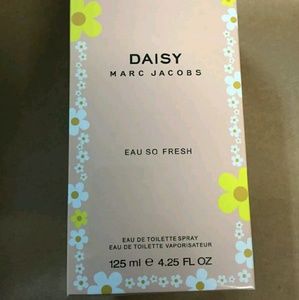 DAISY
MARC JACOBS
EAU SO FRESH
EAU DE TOILETTE SPRAY
EAU DE TOILETTE VAPORISATEUR
125 ml e 4.25 FL OZ